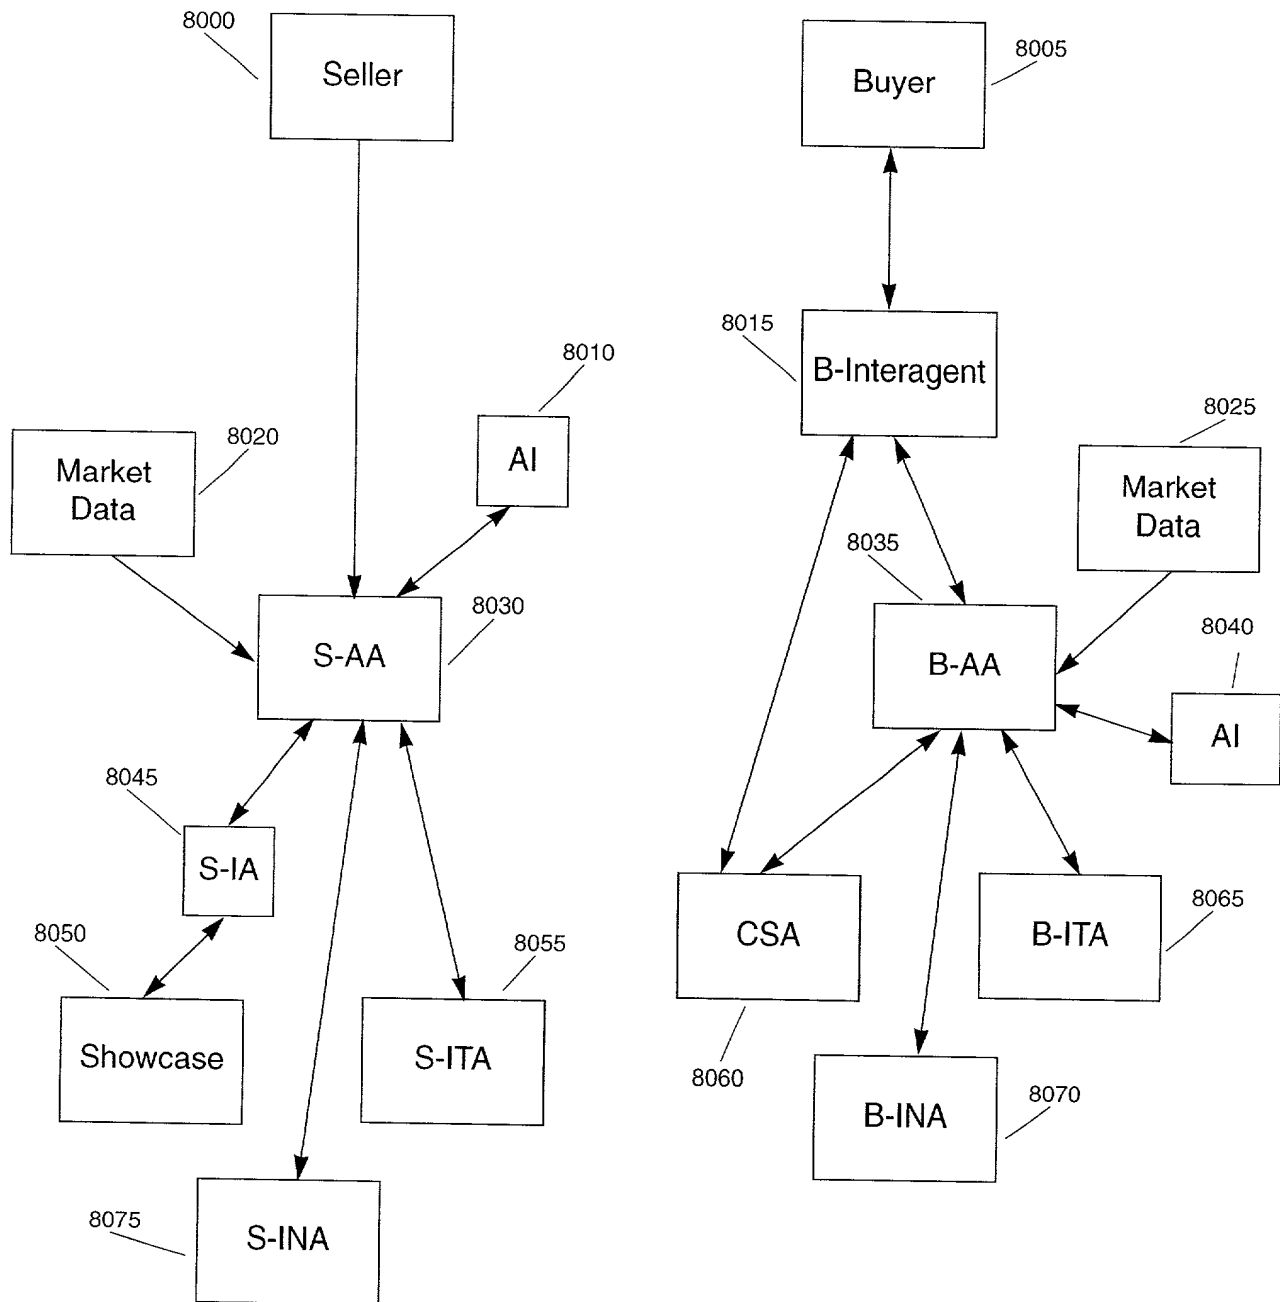 8000
Seller
Buyer
8005
8015
B-Interagent
8010
AI
8020
Market
Data
8025
Market
Data
8035
8030
S-AA
B-AA
8040
AI
8045
S-IA
8050
Showcase
8055
S-ITA
CSA
8060
B-ITA
8065
B-INA
8070
8075
S-INA